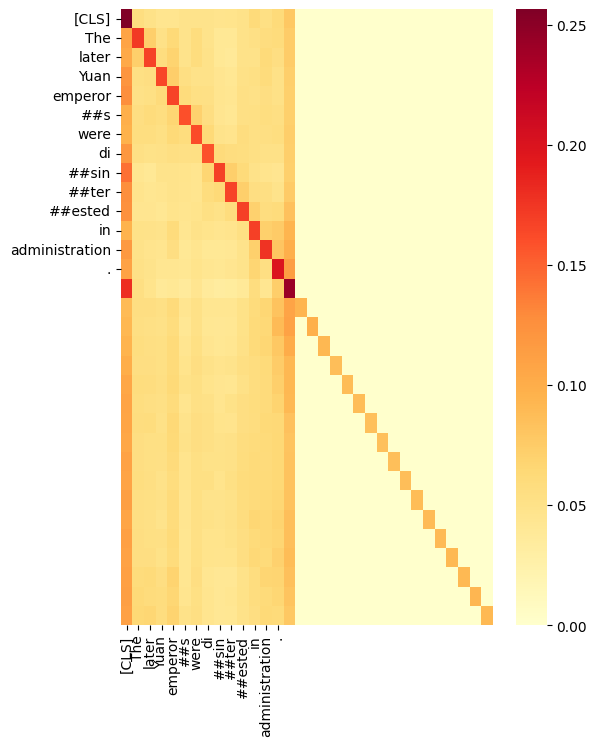 [CLS]
The
later
Yuan
emperor
##s
were
di
##sin
##ter
##ested
in
administration
.
0.25
0.20
0.15
0.10
0.05
0.00
[CLS]
The
later
Yuan
emperor
##s
were
di
##sin
##ter
##ested
in
administration
.